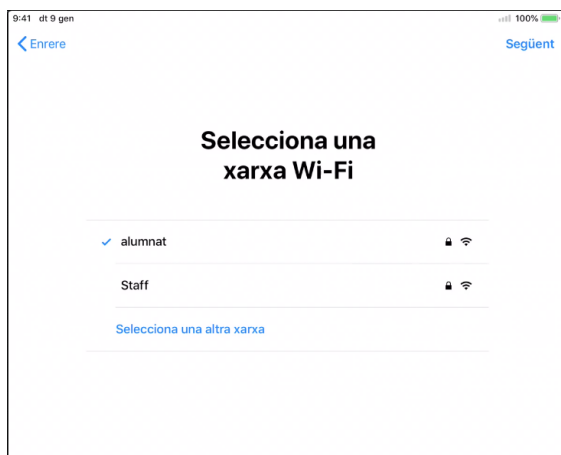 9:41 dt 9 gen 100%
Enrere Següent
Selecciona una
xarxa Wi-Fi
alumnat
Staff
Selecciona una altra xarxa